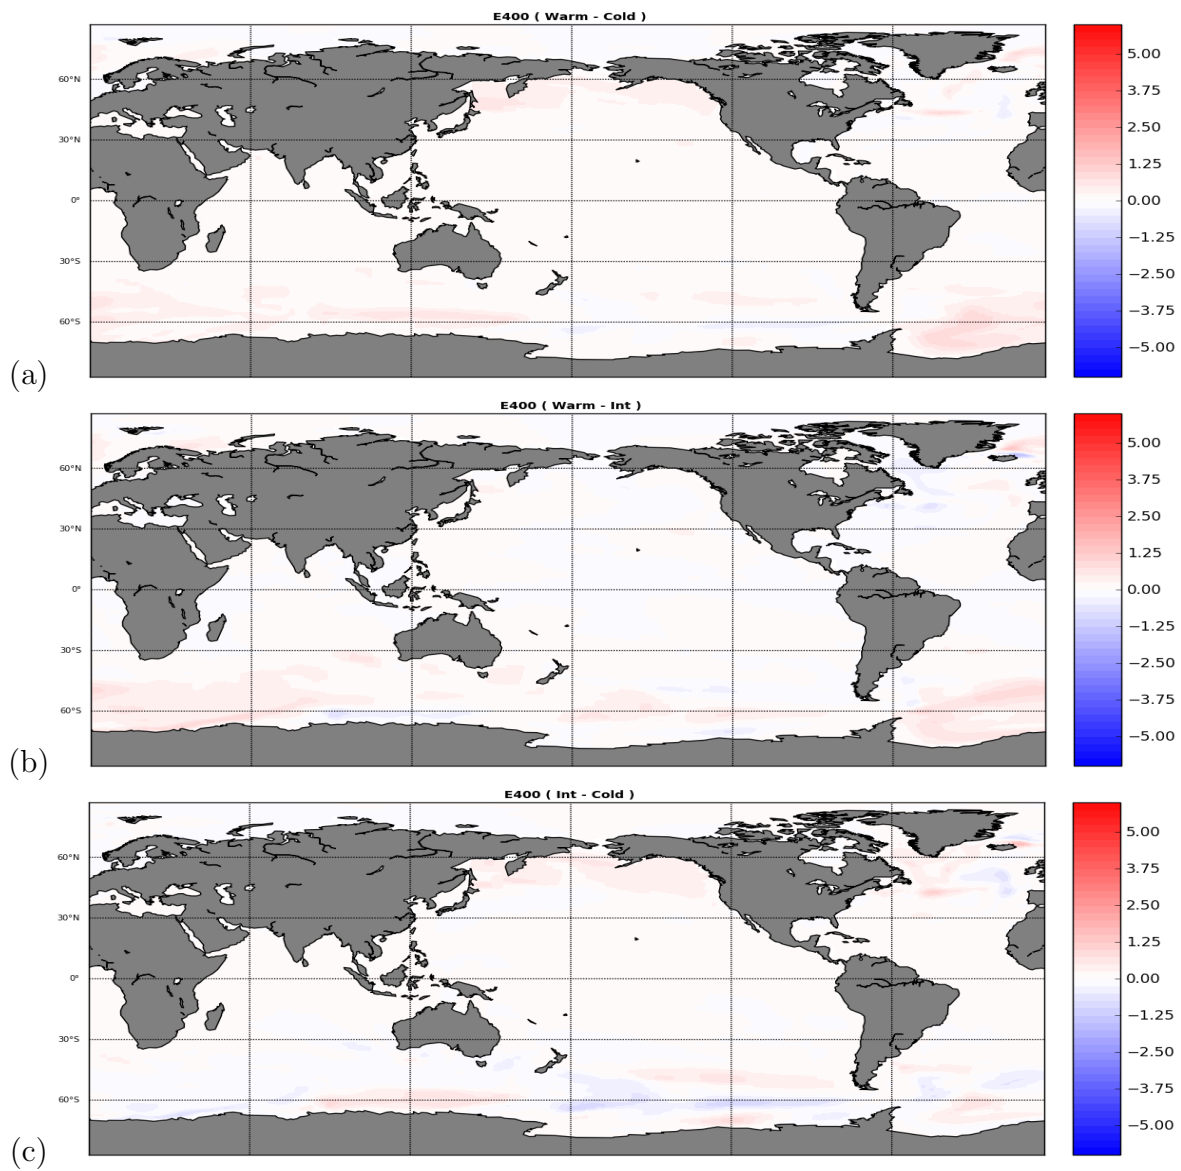 E400 ( Warm - Cold )
60°N
30°N
0°
30°S
60°S
5.00
3.75
2.50
1.25
0.00
−1.25
−2.50
−3.75
−5.00
(a)
E400 ( Warm - Int )
60°N
30°N
0°
30°S
60°S
5.00
3.75
2.50
1.25
0.00
−1.25
−2.50
−3.75
−5.00
(b)
E400 ( Int - Cold )
60°N
30°N
0°
30°S
60°S
5.00
3.75
2.50
1.25
0.00
−1.25
−2.50
−3.75
−5.00
(c)